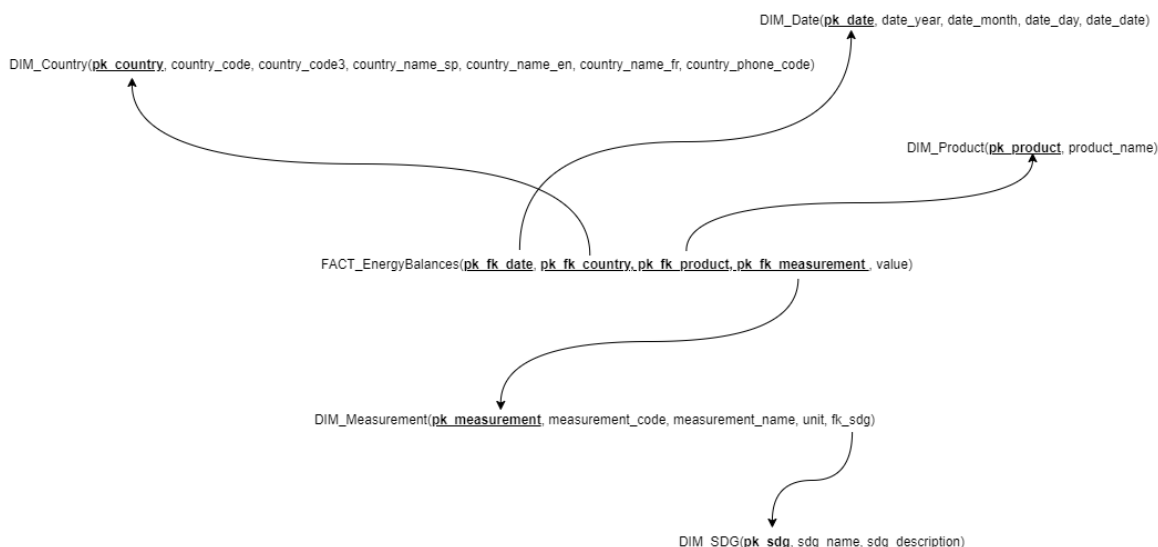 DIM_Date(pk_date, date_year, date_month, date_day, date_date)
DIM_Country(pk_country, country_code, country_code3, country_name_sp, country_name_en, country_name_fr, country_phone_code)
DIM_Product(pk_product, product_name)
FACT_EnergyBalances(pk_fk_date, pk_fk_country, pk_fk_product, pk_fk_measurement , value)
DIM_Measurement(pk_measurement, measurement_code, measurement_name, unit, fk_sdg)
DIM_SDG(pk_sdg, sdg_name, sdg_description)